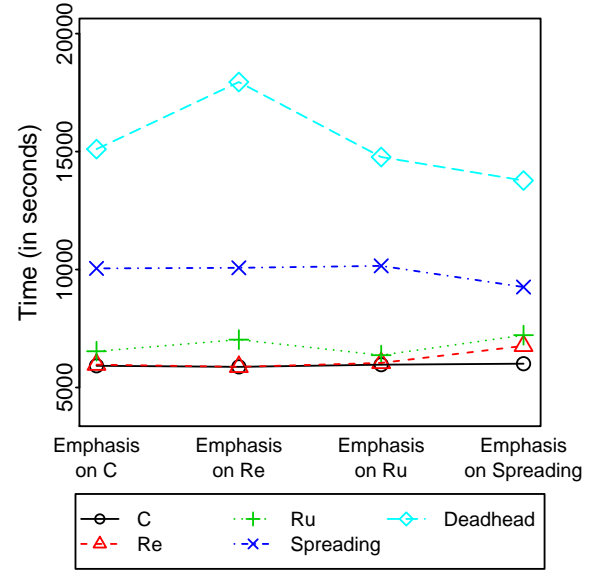 20000
15000
10000
5000
Time (in seconds)
Emphasis on C
Emphasis on Re
Emphasis on Ru
Emphasis on Spreading
C
Ru
Deadhead
Re
Spreading